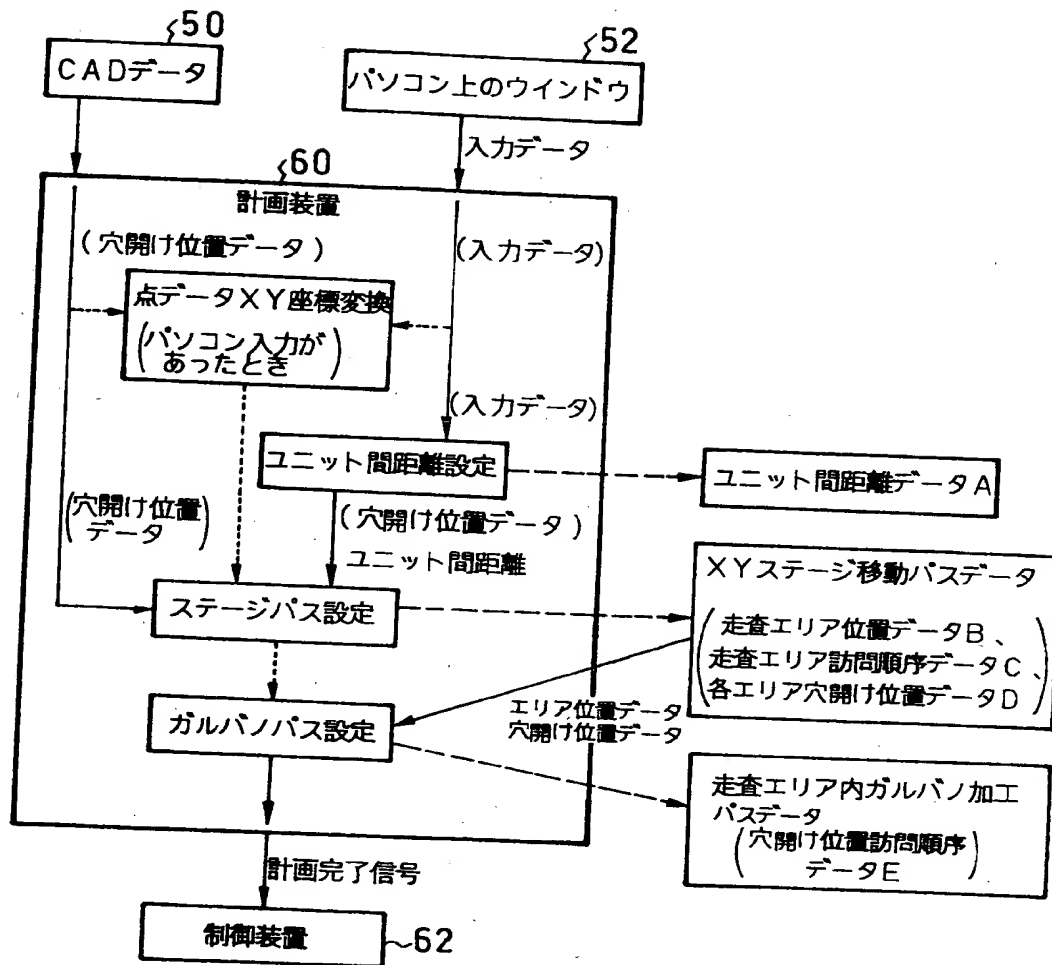 50
CADデータ
52
パソコン上のウインドウ
入力データ
60
計画装置
(穴開け位置データ)
(入力データ)
点データXY座標変換
(パソコン入力が
あったとき)
(入力データ)
ユニット間距離設定
ユニット間距離データA
(穴開け位置
データ)
(穴開け位置データ)
ユニット間距離
ステージパス設定
XYステージ移動パスデータ
(走査エリア位置データB、
走査エリア訪問順序データC、
各エリア穴開け位置データD)
エリア位置データ
穴開け位置データ
ガルバノパス設定
走査エリア内ガルバノ加工
パスデータ
(穴開け位置訪問順序
データE)
計画完了信号
制御装置
62